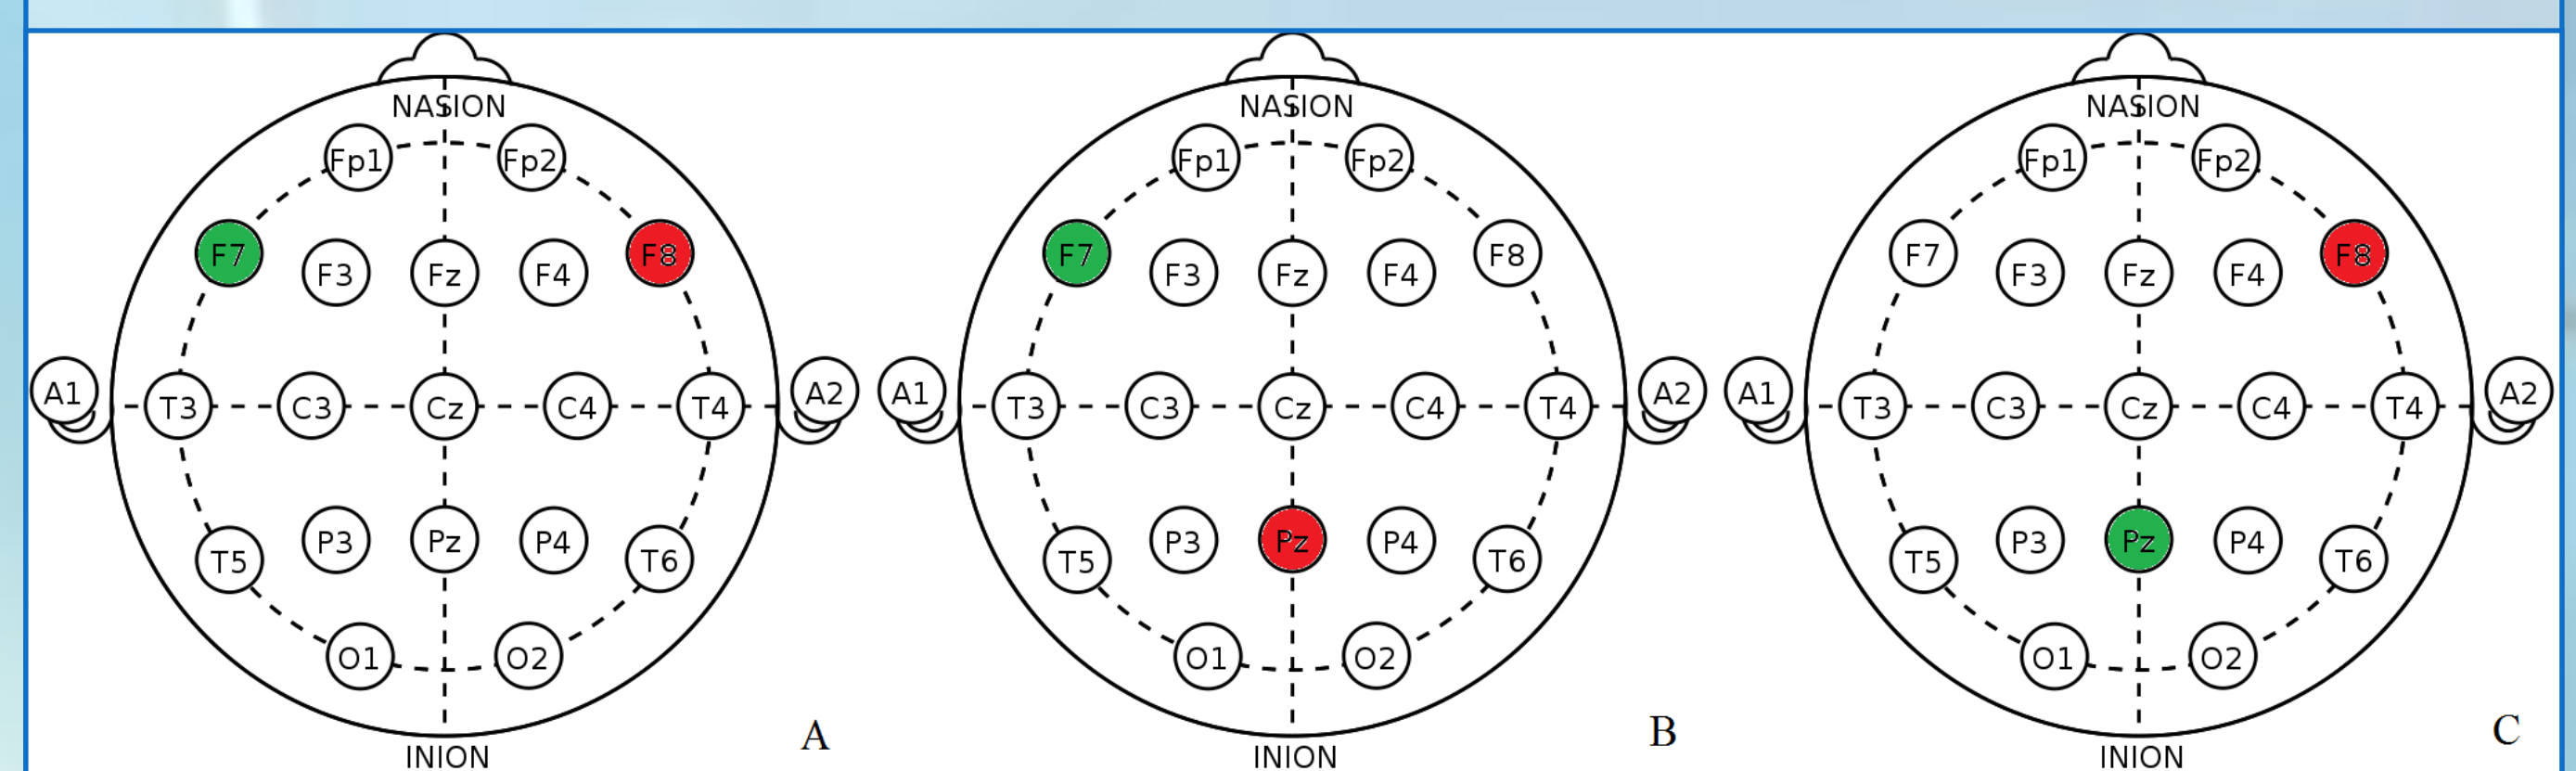 NASION NASION NASION
Fp1 Fp2 Fp1 Fp2 Fp1 Fp2
F7 F3 Fz F4 F8 F7 F3 Fz F4 F8 F7 F3 Fz F4 F8
A1 T3 C3 Cz C4 T4 A2 A1 T3 C3 Cz C4 T4 A2 A1 T3 C3 Cz C4 T4 A2
T5 P3 Pz P4 T6 T5 P3 Pz P4 T6 T5 P3 Pz P4 T6
O1 O2 O1 O2 O1 O2
A B C
INION INION INION